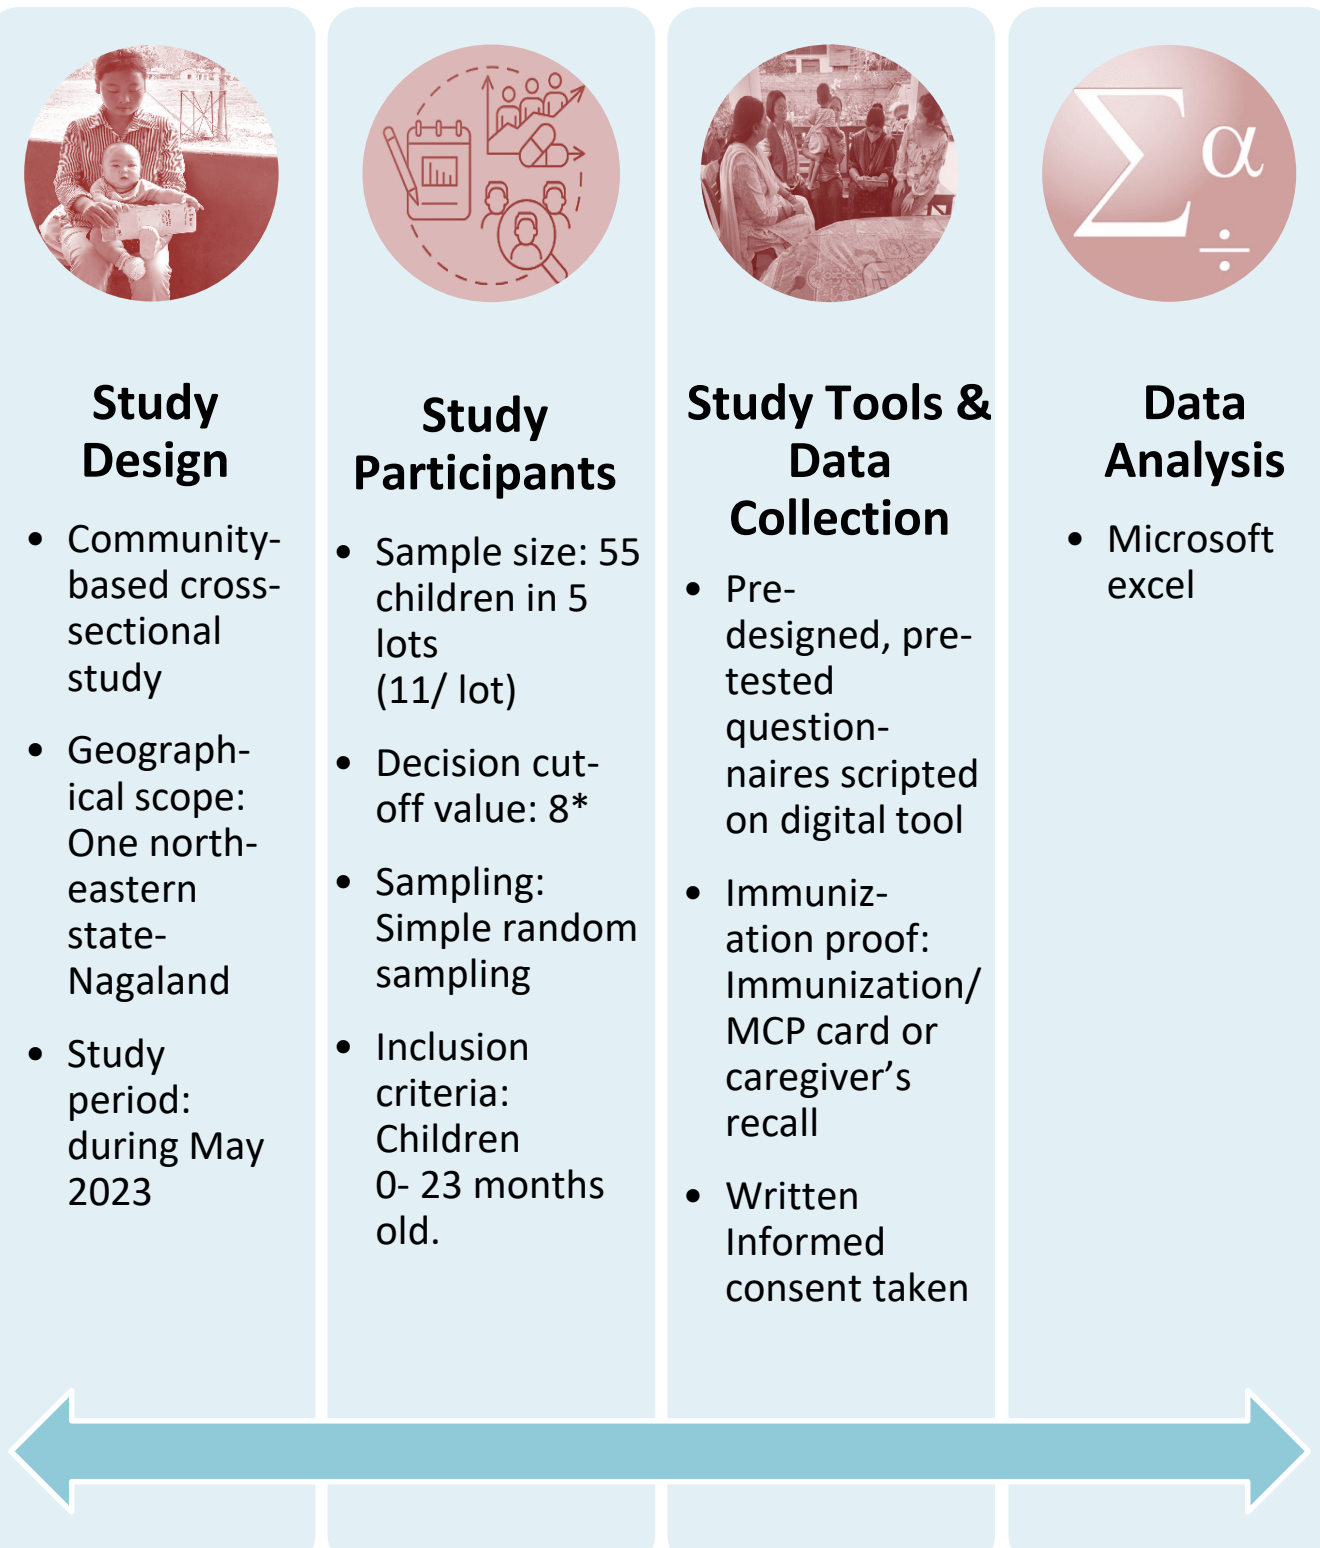 Σ α
÷
Study
Design
• Community-
based cross-
sectional
study
• Geograph-
ical scope:
One north-
eastern
state-
Nagaland
• Study
period:
during May
2023
Study
Participants
• Sample size: 55
children in 5
lots
(11/ lot)
• Decision cut-
off value: 8*
• Sampling:
Simple random
sampling
• Inclusion
criteria:
Children
0- 23 months
old.
Study Tools &
Data
Collection
• Pre-
designed, pre-
tested
question-
naires scripted
on digital tool
• Immuniz-
ation proof:
Immunization/
MCP card or
caregiver’s
recall
• Written
Informed
consent taken
Data
Analysis
• Microsoft
excel